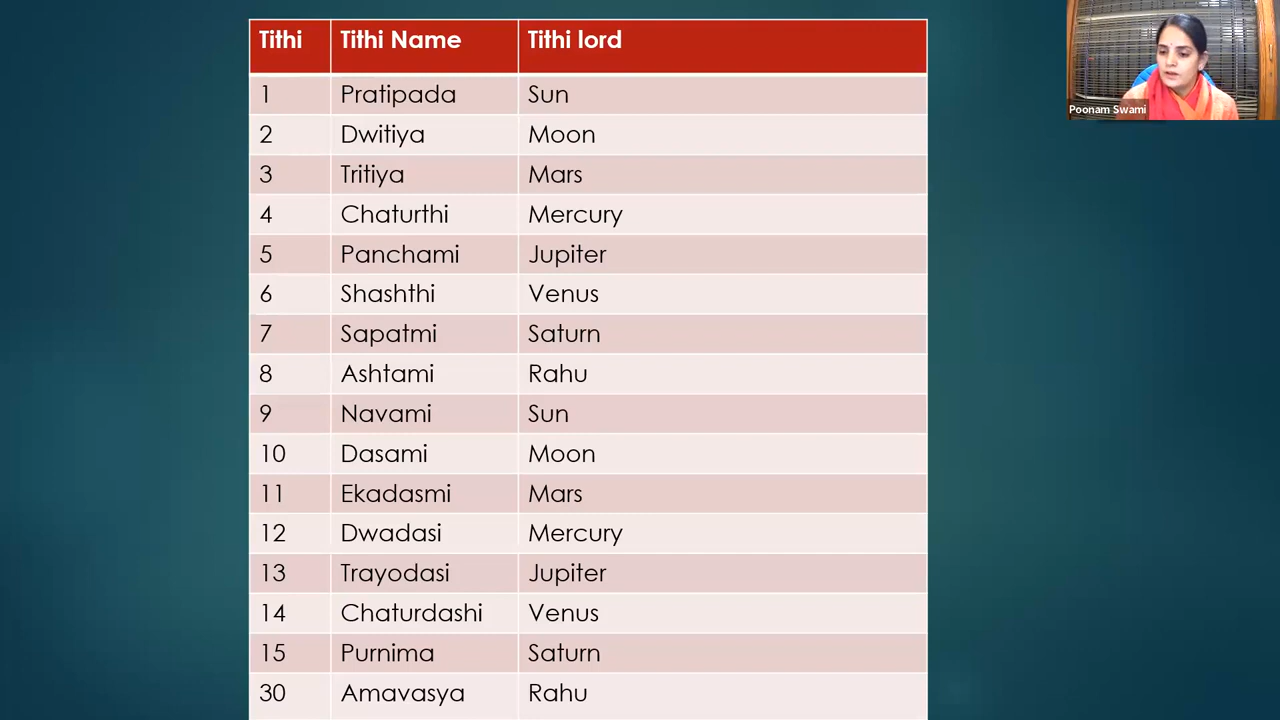 Tithi Tithi Name Tithi lord
1 Pratipada Sun
2 Dwitiya Moon
3 Tritiya Mars
4 Chaturthi Mercury
5 Panchami Jupiter
6 Shashthi Venus
7 Sapatmi Saturn
8 Ashtami Rahu
9 Navami Sun
10 Dasami Moon
11 Ekadasmi Mars
12 Dwadasi Mercury
13 Trayodasi Jupiter
14 Chaturdashi Venus
15 Purnima Saturn
30 Amavasya Rahu
Poonam Swami